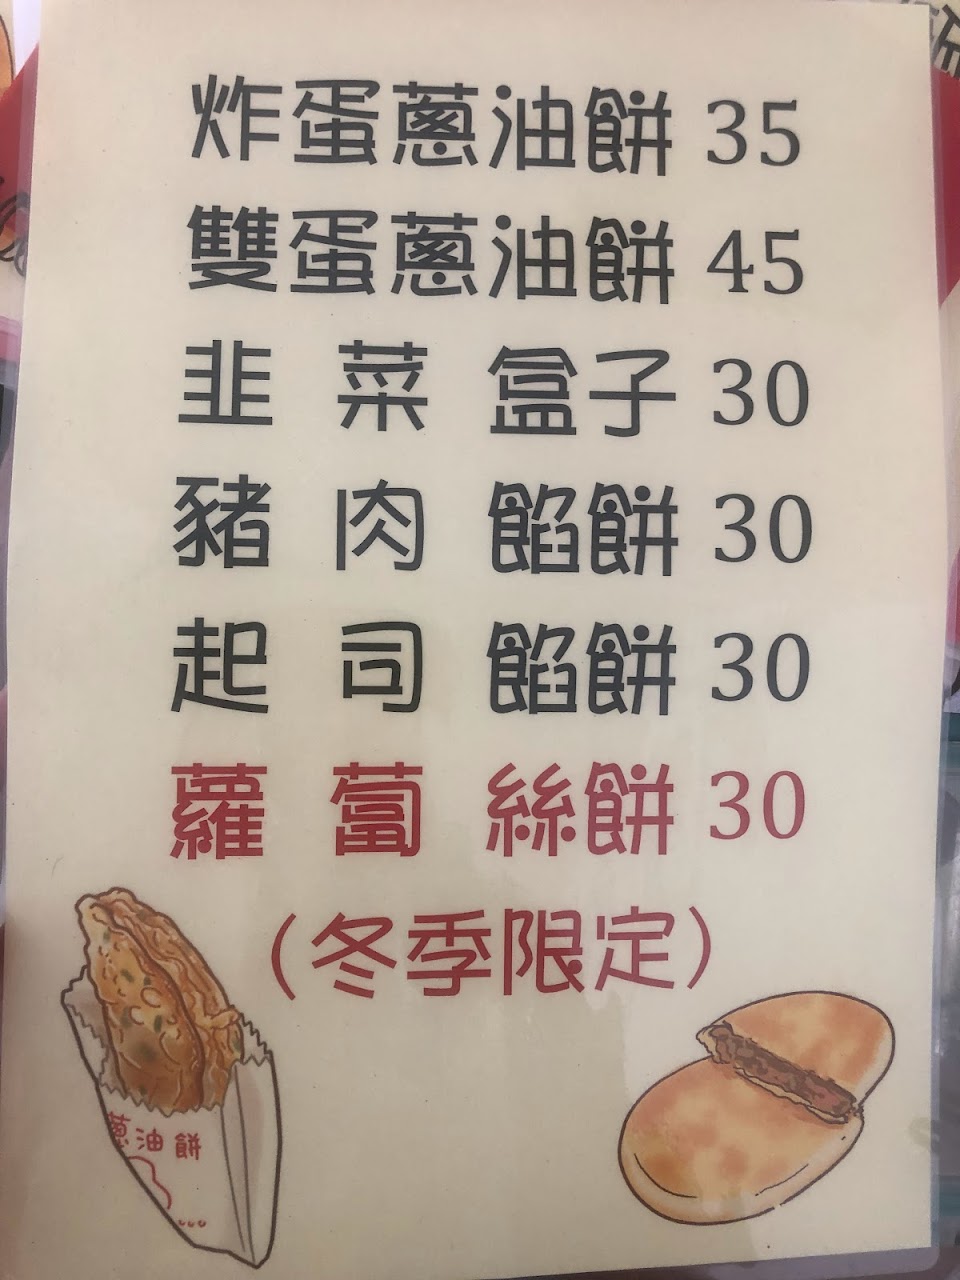 炸蛋蔥油餅 35
雙蛋蔥油餅 45
韭菜盒子 30
豬肉餡餅 30
起司餡餅 30
蘿蔔絲餅 30
(冬季限定)
蔥油餅